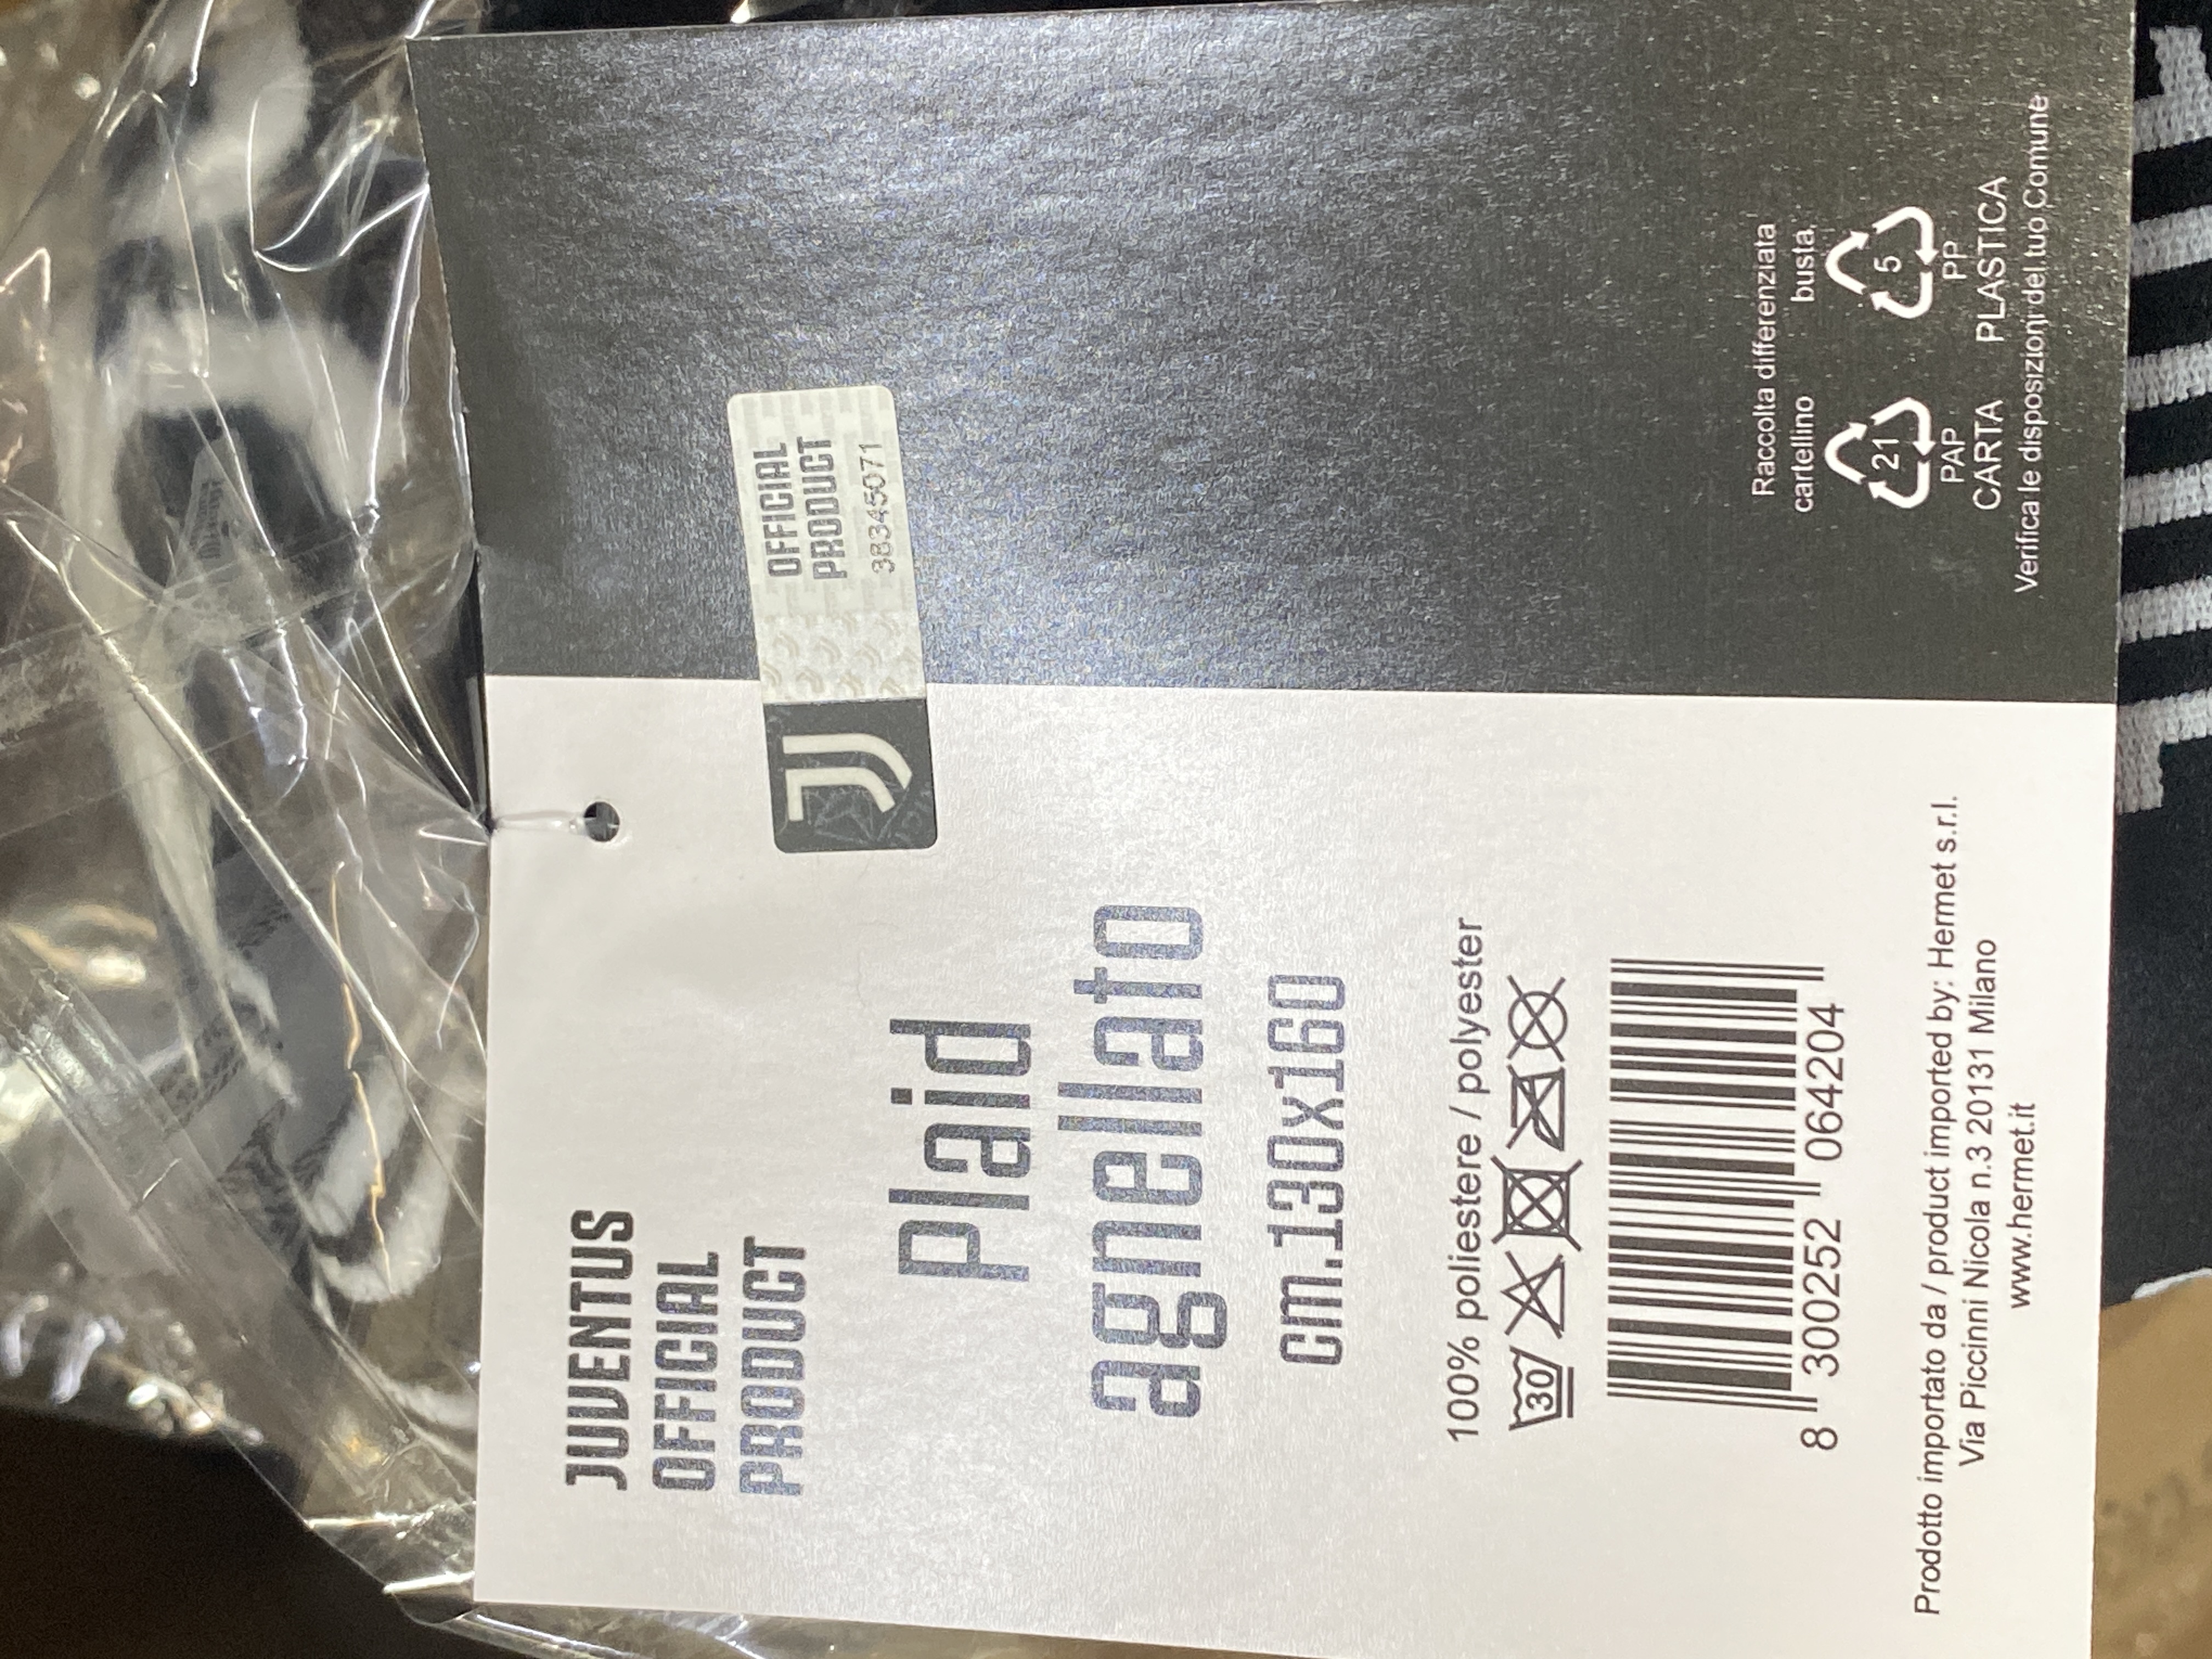 JUVENTUS
OFFICIAL
PRODUCT
OFFICIAL
PRODUCT
38345071
plaid
agnellato
cm.130x160
100% poliestere / polyester
30
8 300252 064204
Prodotto importato da / product imported by: Hermet s.r.l.
Via Piccinni Nicola n.3 20131 Milano
www.hermet.it
Raccolta differenziata
cartellino busta
21 5
PAP PP
CARTA PLASTICA
Verifica le disposizioni del tuo Comune